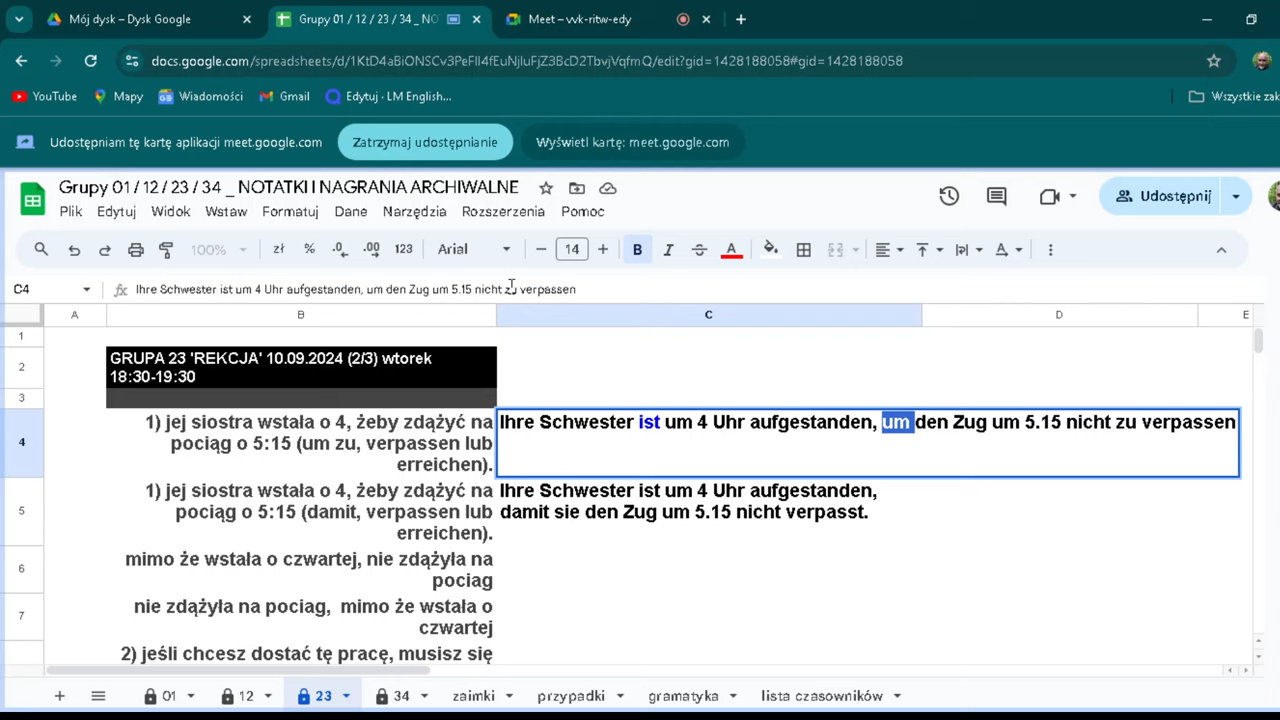 Mój dysk – Dysk Google
Grupy 01 / 12 / 23 / 34 _ NO
Meet – vvk-ritw-edy
docs.google.com/spreadsheets/d/1KtD4aBiONSCv3PeFIl4fEuNjluFjZ3BcD2TbvjVqfmQ/edit?gid=1428188058#gid=1428188058
YouTube
Mapy
Wiadomości
Gmail
Edytuj ‹ LM English...
Wszystkie zak
Udostępniam tę kartę aplikacji meet.google.com
Zatrzymaj udostępnianie
Wyświetl kartę: meet.google.com
Grupy 01 / 12 / 23 / 34 _ NOTATKI I NAGRANIA ARCHIWALNE
Udostępnij
Plik Edytuj Widok Wstaw Formatuj Dane Narzędzia Rozszerzenia Pomoc
100% zł % .0 .00 123 Arial 14 B I S A
C4 fx Ihre Schwester ist um 4 Uhr aufgestanden, um den Zug um 5.15 nicht zu verpassen
A B C D E
1
2
GRUPA 23 'REKCJA' 10.09.2024 (2/3) wtorek
18:30-19:30
3
4
1) jej siostra wstała o 4, żeby zdążyć na
pociąg o 5:15 (um zu, verpassen lub
erreichen).
Ihre Schwester ist um 4 Uhr aufgestanden, um den Zug um 5.15 nicht zu verpassen
5
1) jej siostra wstała o 4, żeby zdążyć na
pociąg o 5:15 (damit, verpassen lub
erreichen).
Ihre Schwester ist um 4 Uhr aufgestanden,
damit sie den Zug um 5.15 nicht verpasst.
6
mimo że wstała o czwartej, nie zdążyła na
pociag
7
nie zdążyła na pociag, mimo że wstała o
czwartej
2) jeśli chcesz dostać tę pracę, musisz się
01 12 23 34 zaimki przypadki gramatyka lista czasowników